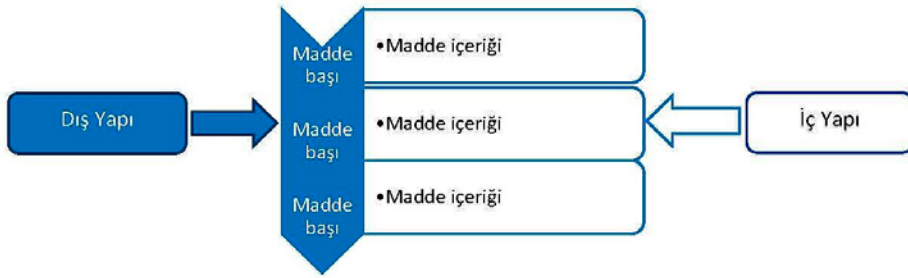 Madde
başı
•Madde içeriği
Dış Yapı
Madde
başı
•Madde içeriği
İç Yapı
Madde
başı
•Madde içeriği